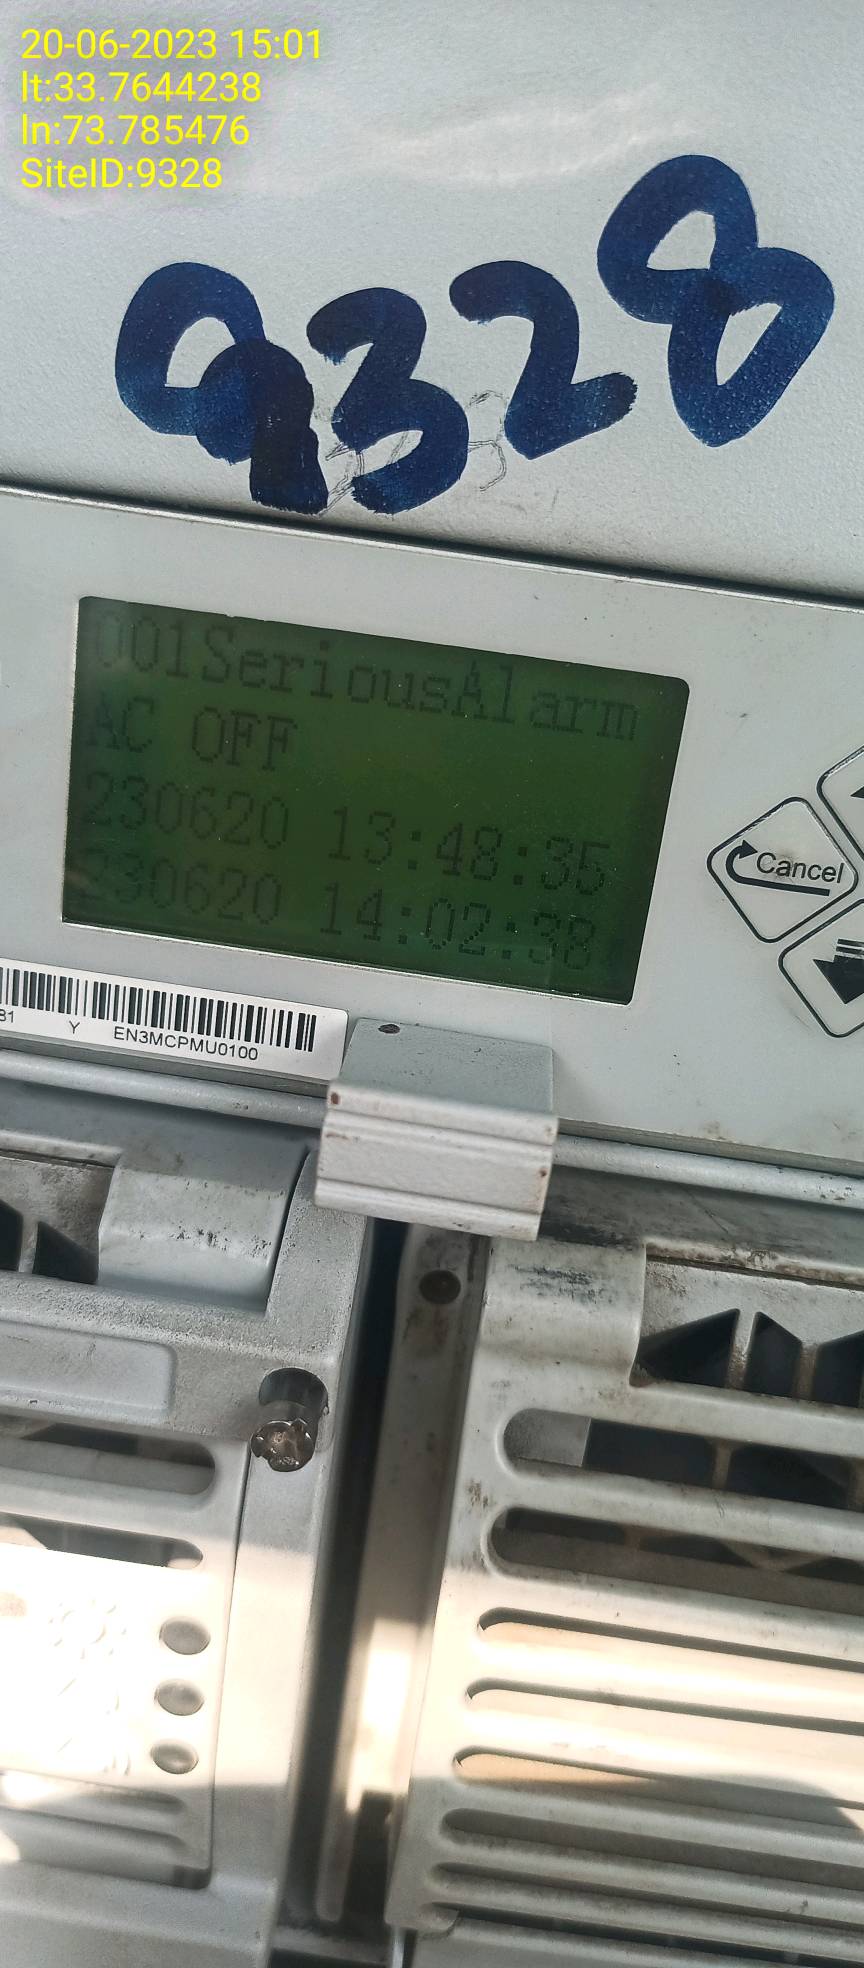 20-06-2023 15:01
lt:33.7644238
ln:73.785476
SiteID:9328
9328
001SeriousAlarm
AC OFF
230620 13:48:35
230620 14:02:38
Cancel
81 Y EN3MCPMU0100